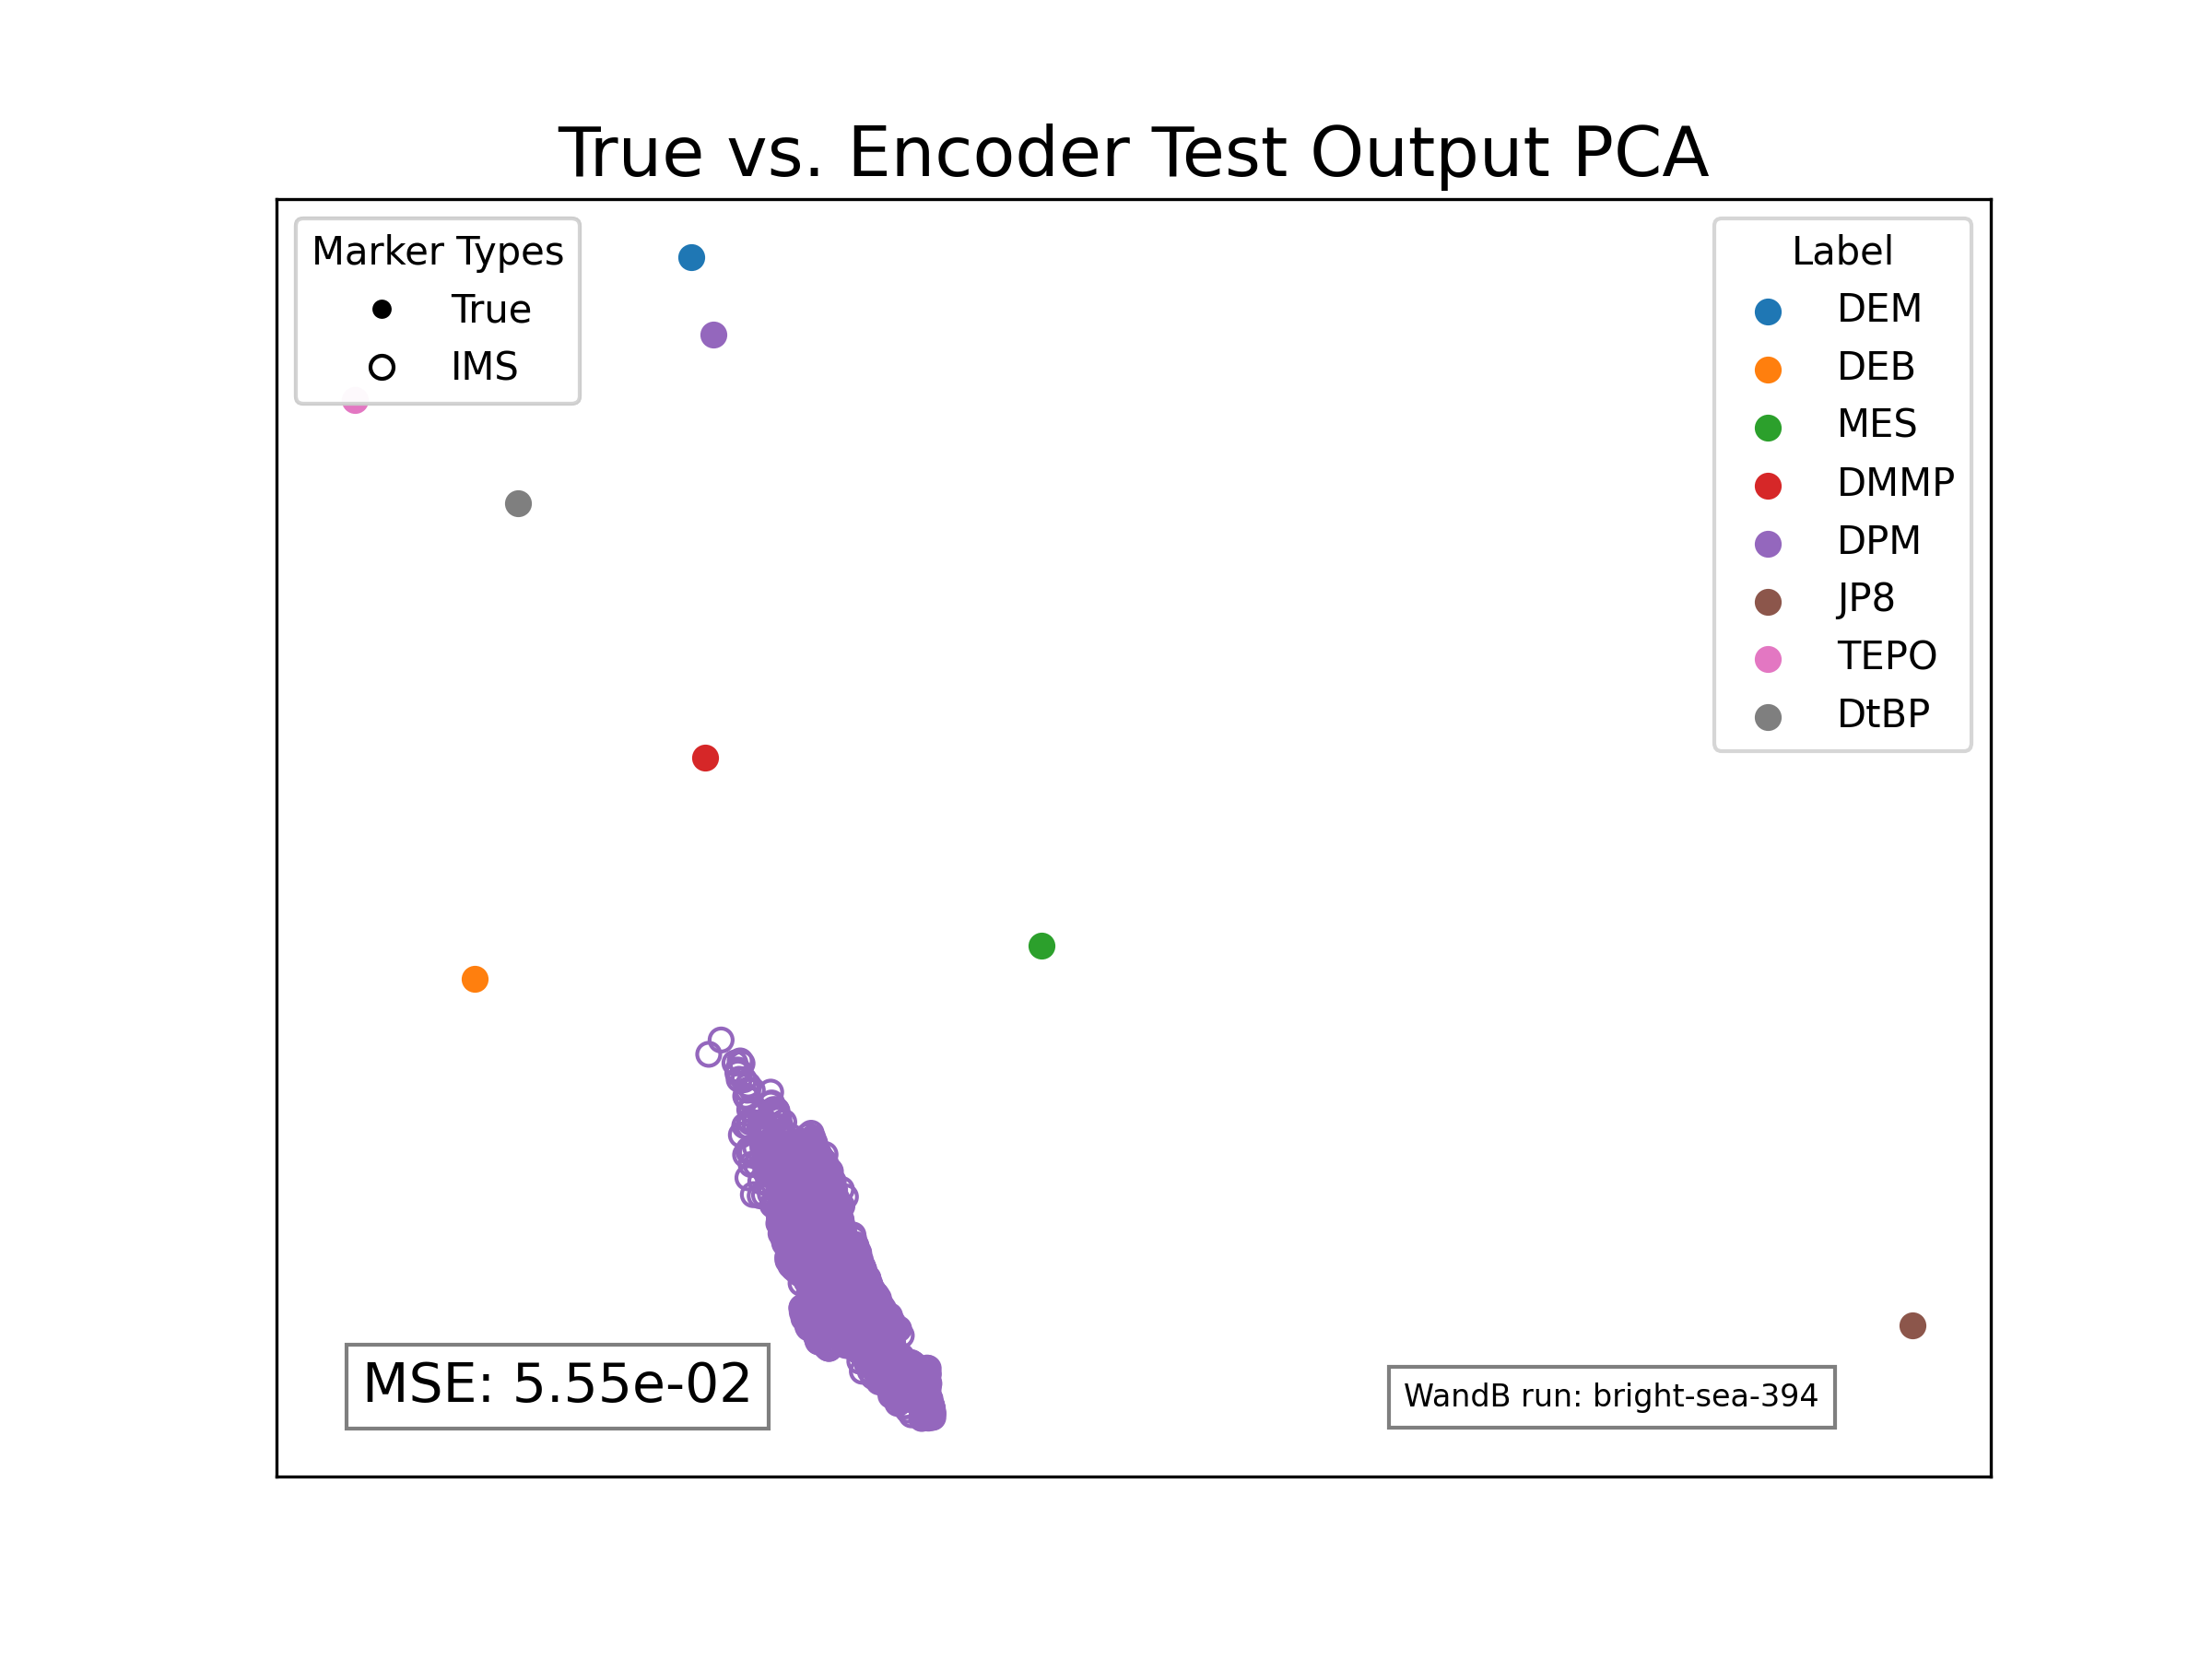 True vs. Encoder Test Output PCA
Marker Types
True
IMS
Label
DEM
DEB
MES
DMMP
DPM
JP8
TEPO
DtBP
MSE: 5.55e-02
WandB run: bright-sea-394